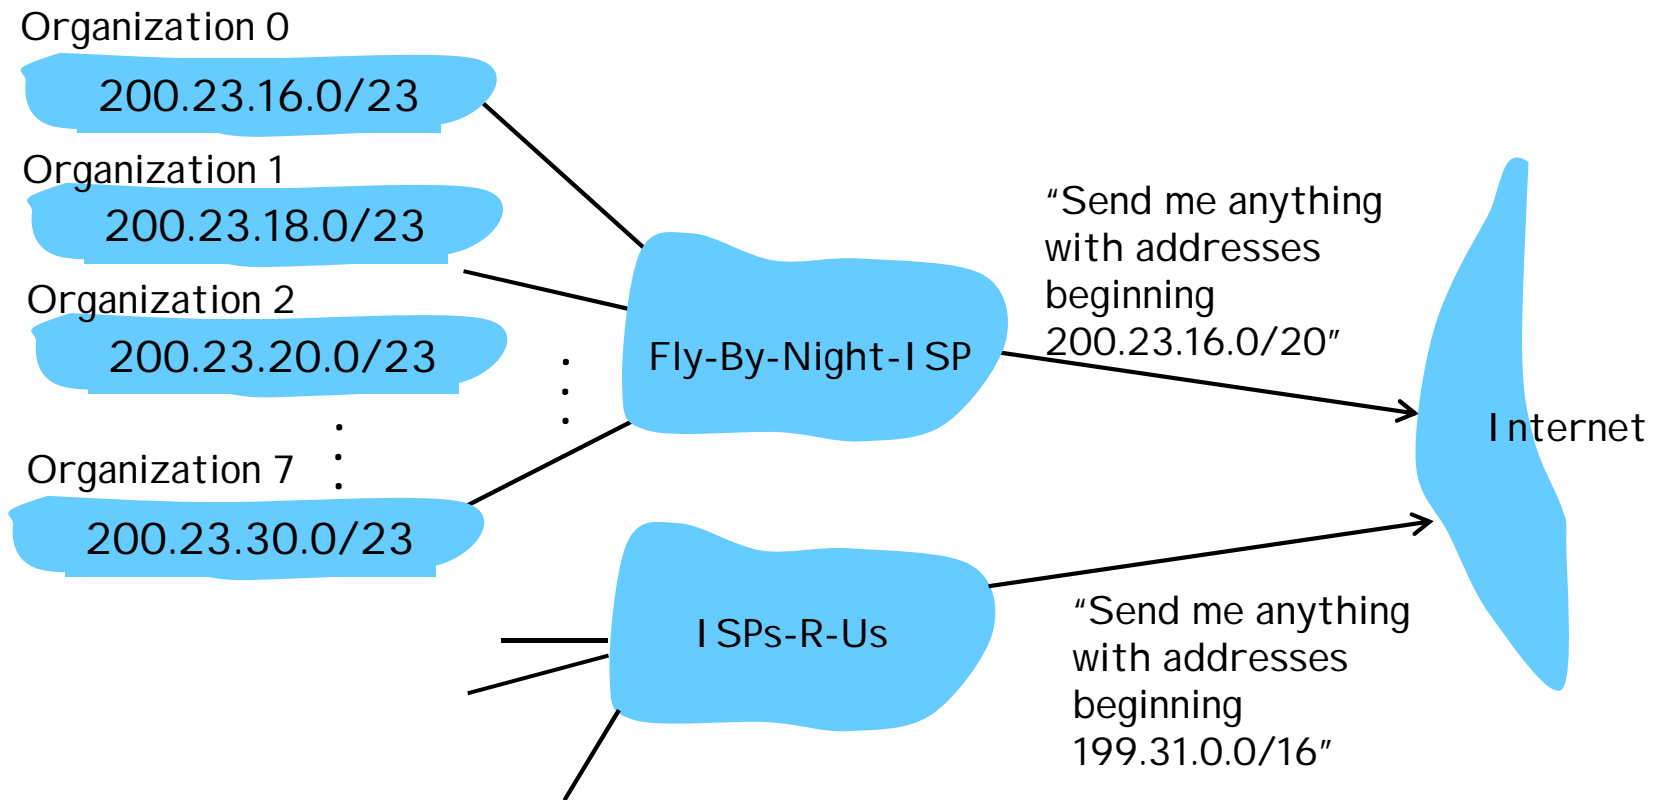 Organization 0
200.23.16.0/23
Organization 1
200.23.18.0/23
Organization 2
200.23.20.0/23
Organization 7
200.23.30.0/23
Fly-By-Night-ISP
ISPs-R-Us
“Send me anything
with addresses
beginning
200.23.16.0/20”
Internet
“Send me anything
with addresses
beginning
199.31.0.0/16”